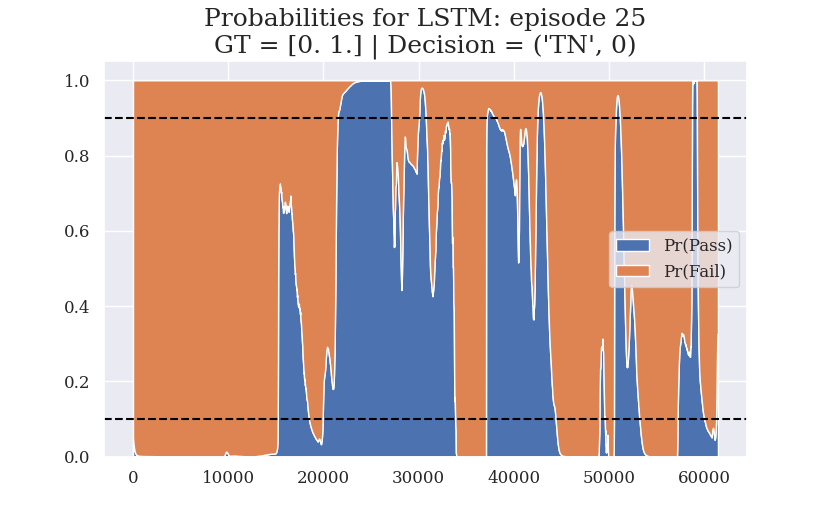 Probabilities for LSTM: episode 25
GT = [0. 1.] | Decision = ('TN', 0)
1.0
0.8
0.6
0.4
0.2
0.0
Pr(Pass)
Pr(Fail)
0 10000 20000 30000 40000 50000 60000